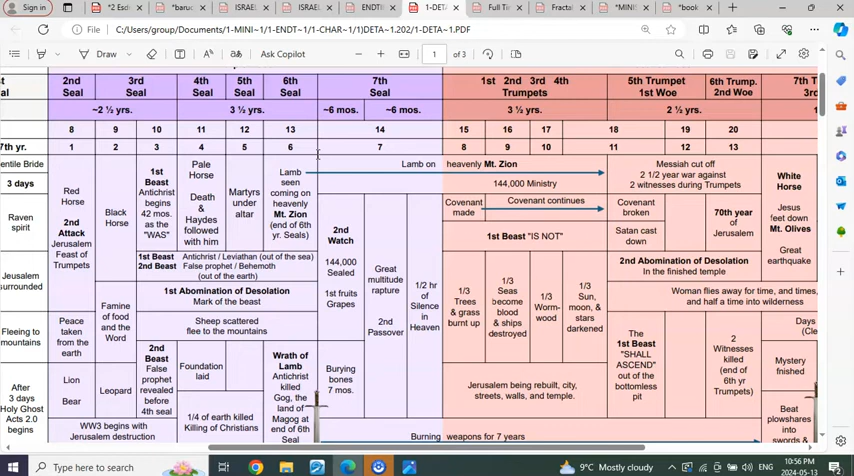 Sign in
*2 Esdi
*baruc
ISRAEL
ISRAEL
ENDTIN
1-DETA
Full Tim
Fractal
*MINIS
*book
File
C:/Users/group/Documents/1-MINI~1/1-ENDT~1/1-CHAR~1/1)DETA~1.202/1-DETA~1.PDF
Draw
Ask Copilot
1
of 3
2nd Seal
3rd Seal
4th Seal
5th Seal
6th Seal
7th Seal
1st 2nd 3rd 4th Trumpets
5th Trumpet 1st Woe
6th Trump. 2nd Woe
7th T
3rd
~2 ½ yrs.
3 ½ yrs.
~6 mos.
~6 mos.
3 ½ yrs.
2 ½ yrs.
8 9 10 11 12 13 14 15 16 17 18 19 20
7th yr.
1 2 3 4 5 6 7 8 9 10 11 12 13
entile Bride
3 days
Raven spirit
Jerusalem
surrounded
Fleeing to
mountains
After
3 days
Holy Ghost
Acts 2.0
begins
Red
Horse
2nd
Attack
Jerusalem
Feast of
Trumpets
Peace
taken
from the
earth
Lion
Bear
Black
Horse
Famine
of food
and the
Word
Leopard
WW3 begins with
Jerusalem destruction
1st
Beast
Antichrist
begins
42 mos.
as the
"WAS"
Pale
Horse
Death
&
Haydes
followed
with him
Martyrs
under
altar
Lamb
seen
coming on
heavenly
Mt. Zion
(end of 6th
yr. Seals)
1st Beast Antichrist / Leviathan (out of the sea)
2nd Beast False prophet / Behemoth
(out of the earth)
1st Abomination of Desolation
Mark of the beast
Sheep scattered
flee to the mountains
2nd
Beast
False
prophet
revealed
before
4th seal
Foundation
laid
1/4 of earth killed
Killing of Christians
Wrath of
Lamb
Antichrist
killed
Gog, the
land of
Magog at
end of 6th
Seal
Lamb on heavenly Mt. Zion
144,000 Ministry
2nd
Watch
144,000
Sealed
1st fruits
Grapes
Burying
bones
7 mos.
Great
multitude
rapture
2nd
Passover
1/2 hr
of
Silence
in
Heaven
Covenant
made
Covenant continues
1st Beast "IS NOT"
1/3
Trees
& grass
burnt up
1/3
Seas
become
blood
& ships
destroyed
1/3
Worm-
wood
1/3
Sun,
moon, &
stars
darkened
Jerusalem being rebuilt, city,
streets, walls, and temple.
Burning weapons for 7 years
Messiah cut off
2 1/2 year war against
2 witnesses during Trumpets
Covenant
broken
Satan cast
down
70th year
of
Jerusalem
2nd Abomination of Desolation
In the finished temple
Woman flies away for time, and times,
and half a time into wilderness
The
1st Beast
"SHALL
ASCEND"
out of the
bottomless
pit
2
Witnesses
killed
(end of
6th yr
Trumpets)
White
Horse
Jesus
feet down
Mt. Olives
Great
earthquake
Days
(Cle
Mystery
fnished
Beat
plowshares
into
swords &
Type here to search
9°C Mostly cloudy
10:56 PM
2024-05-13